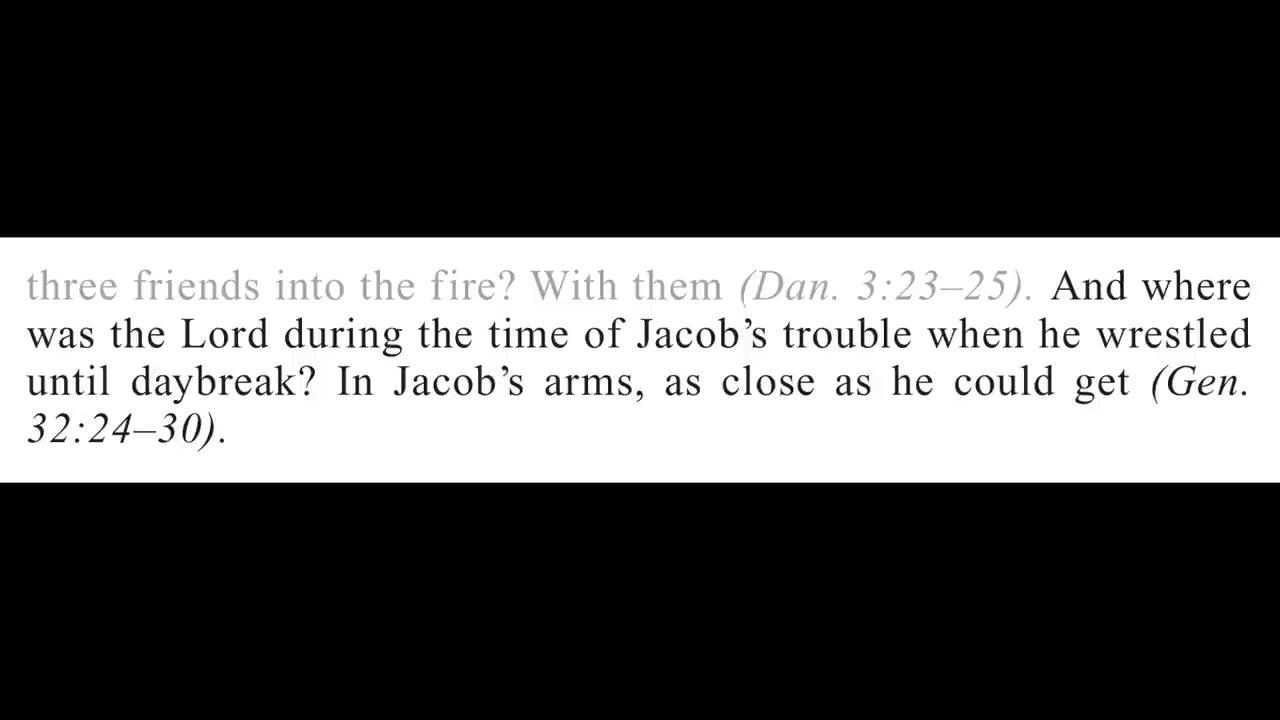 three friends into the fire? With them (Dan. 3:23–25). And where
was the Lord during the time of Jacob’s trouble when he wrestled
until daybreak? In Jacob’s arms, as close as he could get (Gen.
32:24–30).